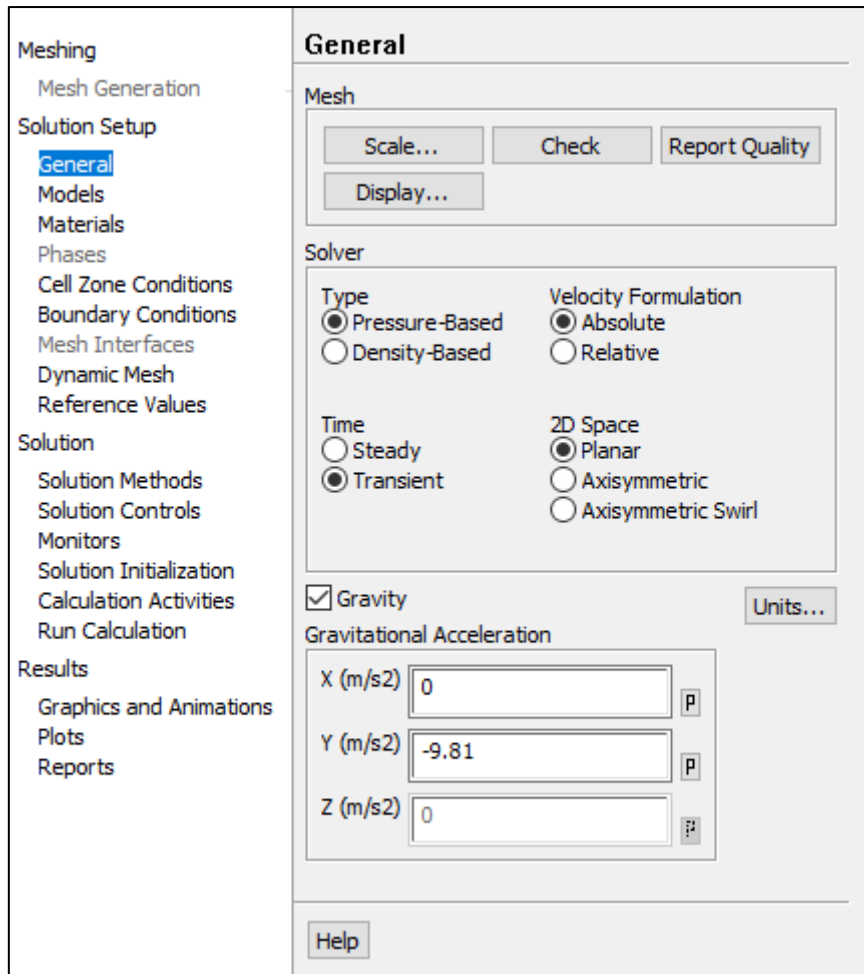 Meshing
Mesh Generation
Solution Setup
General
Models
Materials
Phases
Cell Zone Conditions
Boundary Conditions
Mesh Interfaces
Dynamic Mesh
Reference Values
Solution
Solution Methods
Solution Controls
Monitors
Solution Initialization
Calculation Activities
Run Calculation
Results
Graphics and Animations
Plots
Reports
General
Mesh
Scale... Check Report Quality
Display...
Solver
Type Velocity Formulation
Pressure-Based Absolute
Density-Based Relative
Time 2D Space
Steady Planar
Transient Axisymmetric
Axisymmetric Swirl
Gravity Units...
Gravitational Acceleration
X (m/s2) 0 P
Y (m/s2) -9.81 P
Z (m/s2) 0 P
Help